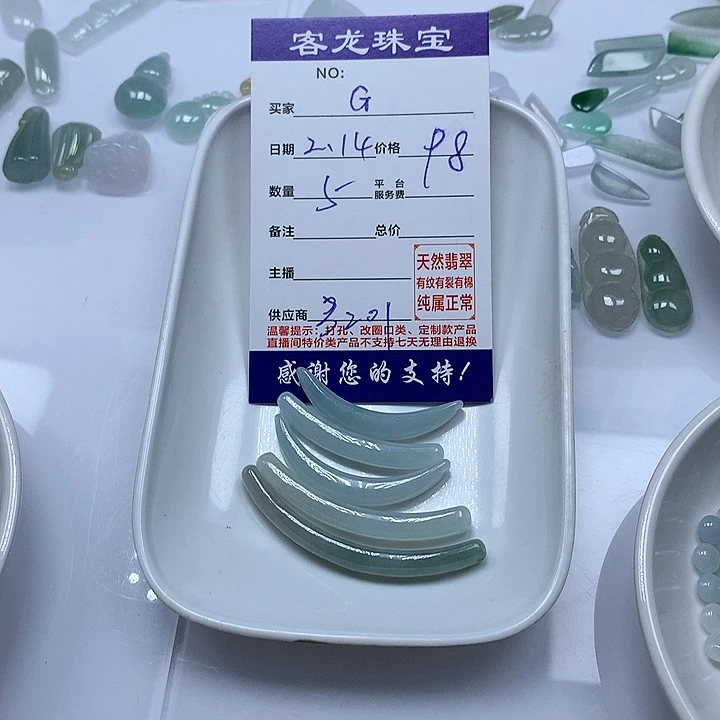 客龙珠宝
NO:
买家 G
日期 2.14 价格 98
数量 5 平台服务费
备注 总价
天然翡翠
有纹有裂有棉
纯属正常
主播
供应商
温馨提示：打孔、改圈口类、定制款产品
直播间特价类产品不支持七天无理由退换
感谢您的支持！